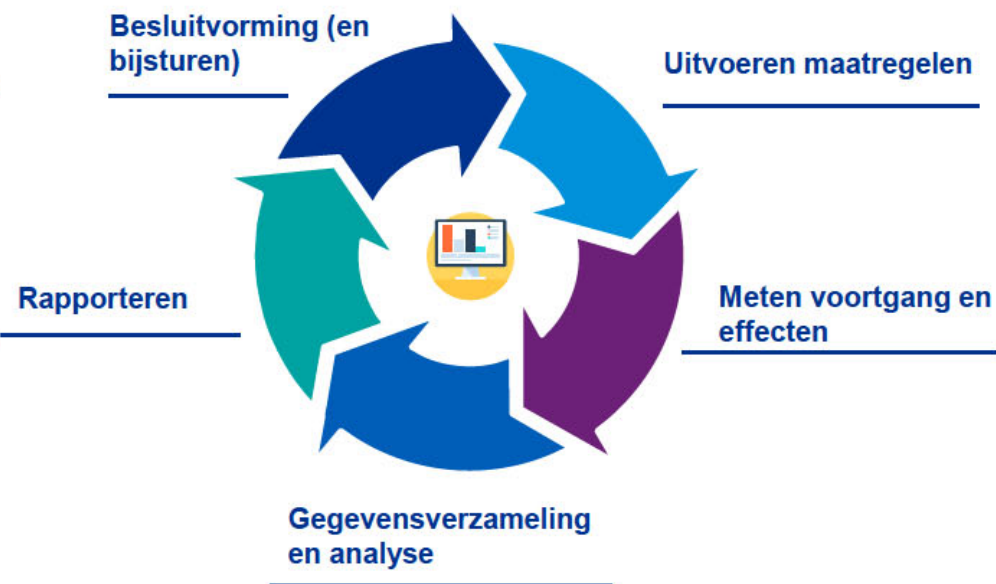 Besluitvorming (en
bijsturen)
Uitvoeren maatregelen
Meten voortgang en
effecten
Gegevensverzameling
en analyse
Rapporteren